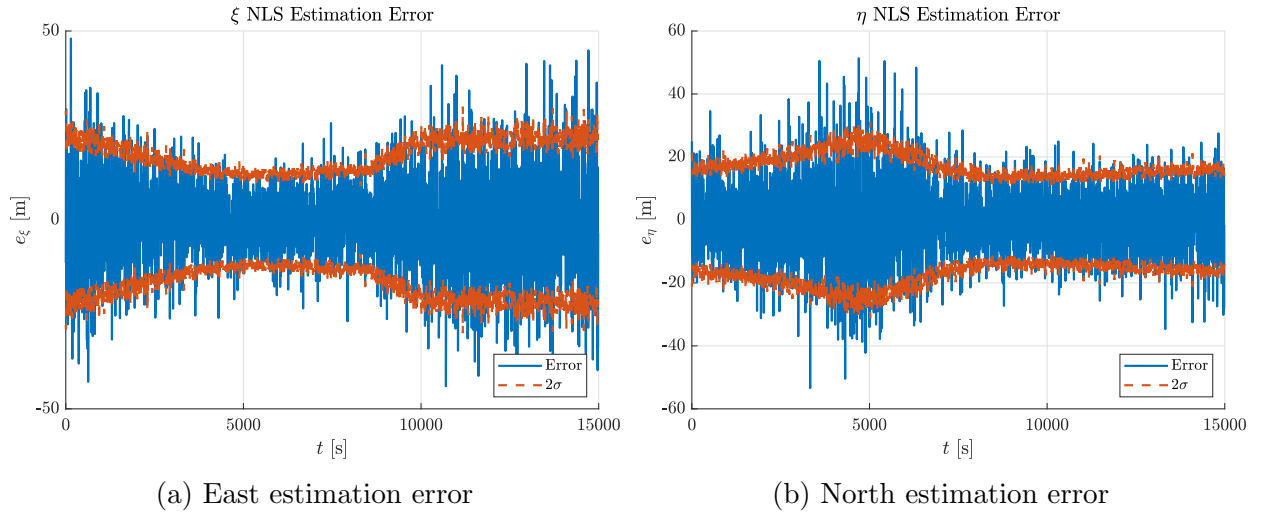 ξ NLS Estimation Error
50
0
-50
e_ξ [m]
0
5000
10000
15000
t [s]
Error
2σ
(a) East estimation error
η NLS Estimation Error
60
40
20
0
-20
-40
-60
e_η [m]
0
5000
10000
15000
t [s]
Error
2σ
(b) North estimation error